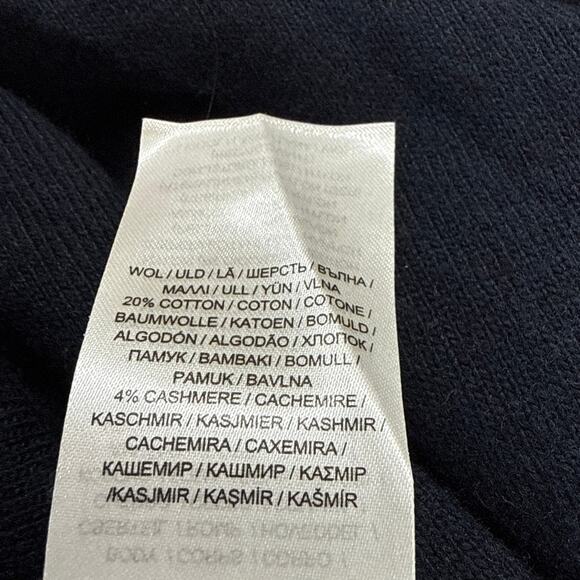 WOL / ULD / LÃ / ШЕРСТЬ / ВЪЛНА /
ΜΑΛΛΙ / ULL / YÜN / VLNA
20% COTTON / COTON / COTONE /
BAUMWOLLE / KATOEN / BOMULD /
ALGODÓN / ALGODÃO / ХЛОПОК /
ПАМУК / ΒΑΜΒΑΚΙ / BOMULL /
PAMUK / BAVLNA
4% CASHMERE / CACHEMIRE /
KASCHMIR / KASJMIER / KASHMIR /
CACHEMIRA / CAXEMIRA /
КАШЕМИР / КАШМИР / ΚΑΣΜΙΡ
/KASJMIR / KAŞMİR / KAŠMÍR